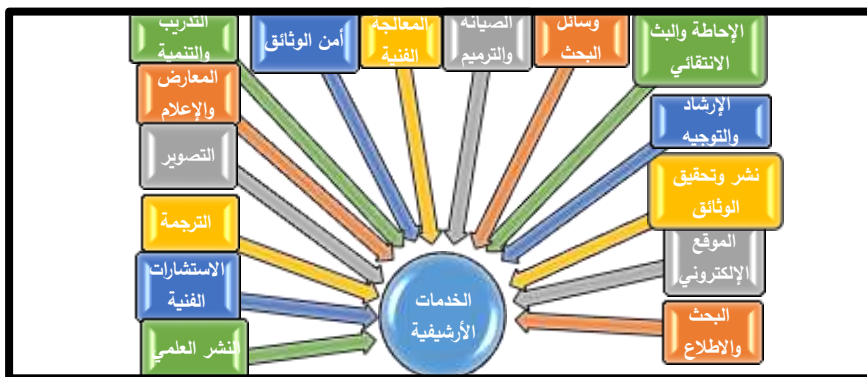 الإحاطة والبث
الانتقائي
وسائل
البحث
الصيانة
والترميم
المعالجة
الفنية
أمن الوثائق
التدريب
والتنمية
الإرشاد
والتوجيه
المعارض
والإعلام
نشر وتحقيق
الوثائق
التصوير
الموقع
الإلكتروني
الترجمة
البحث
والاطلاع
الاستشارات
الفنية
النشر العلمي
الخدمات
الأرشيفية